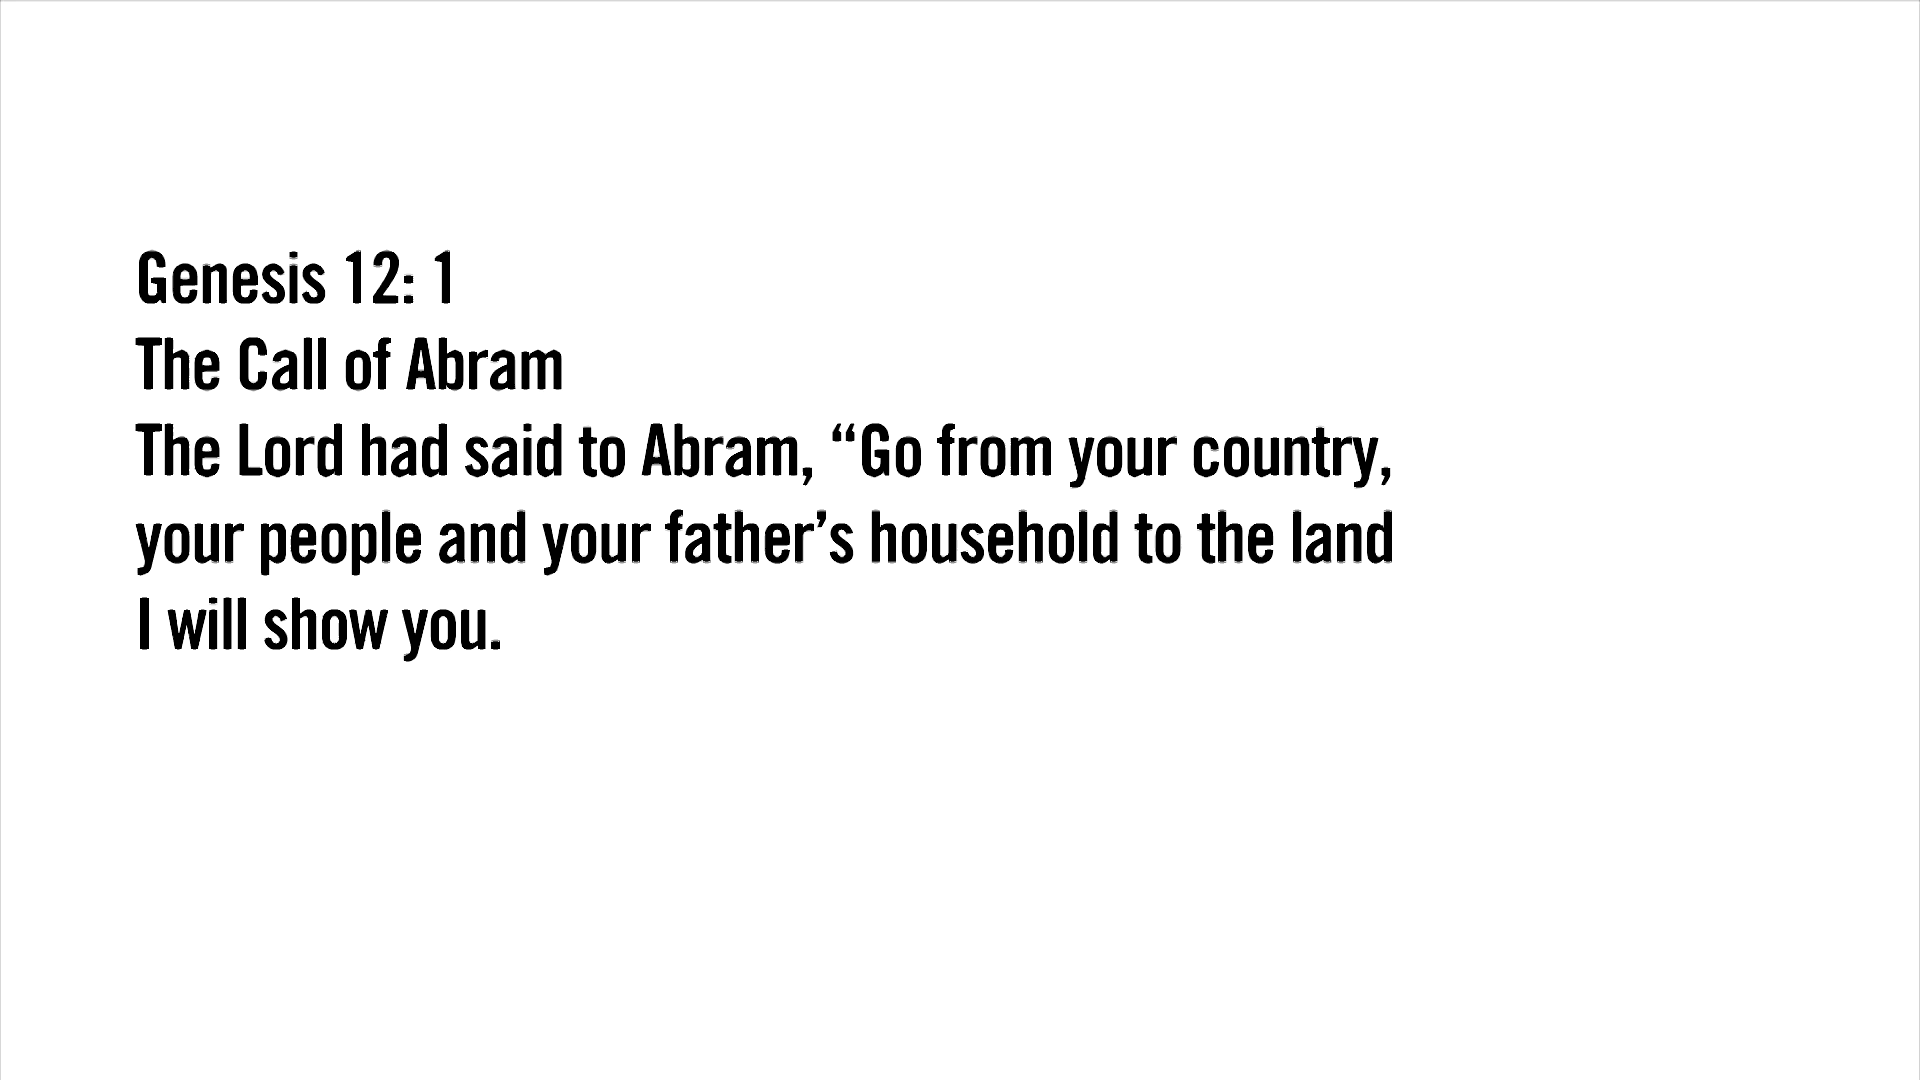 Genesis 12: 1
The Call of Abram
The Lord had said to Abram, “Go from your country,
your people and your father’s household to the land
I will show you.